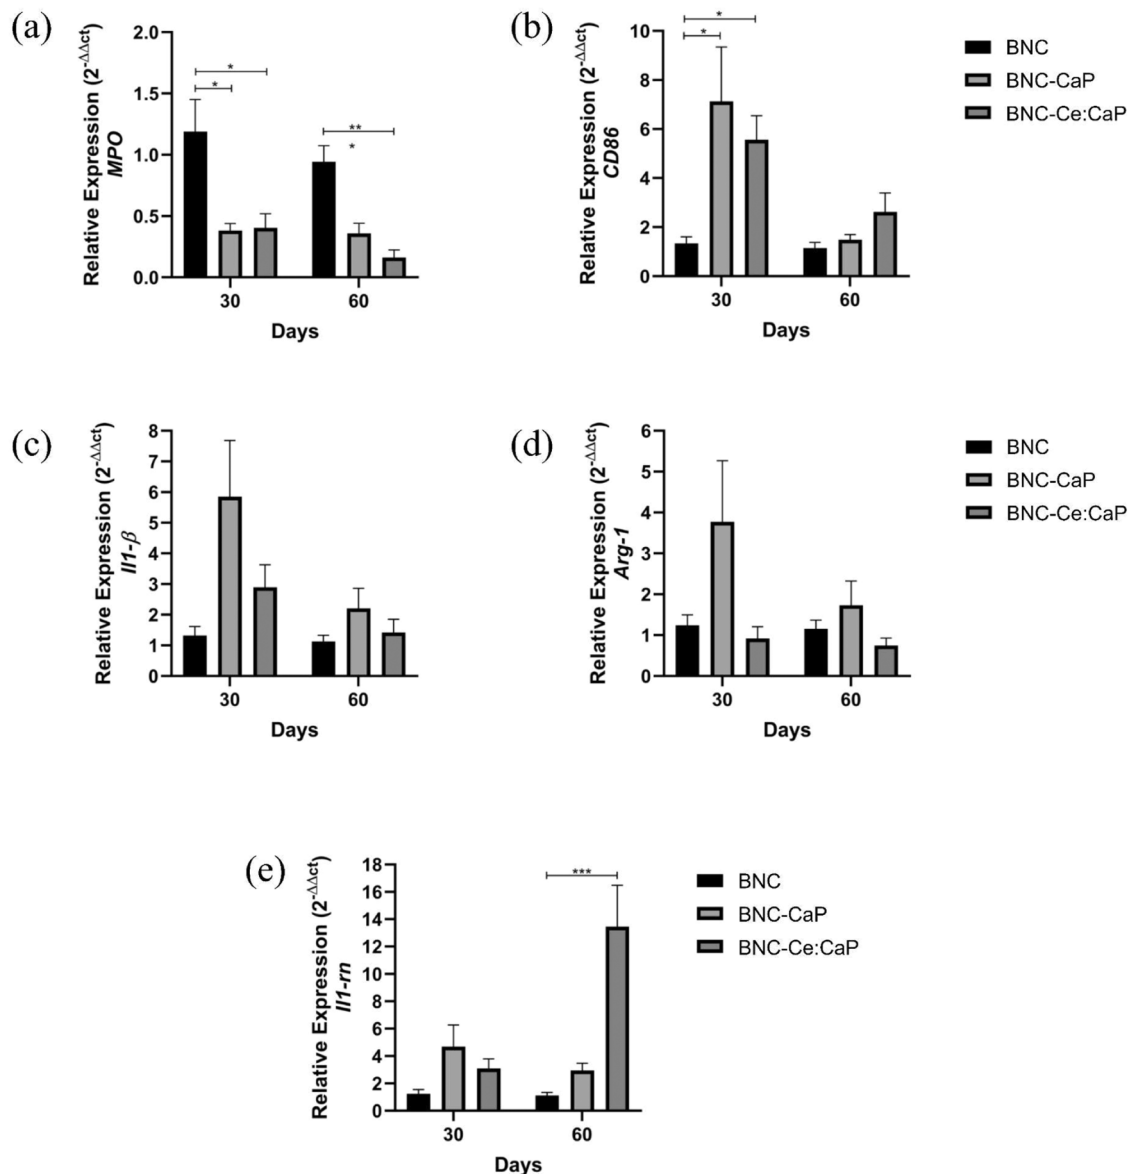 (a)
Relative Expression (2^-ΔΔct)
MPO
2.0
1.5
1.0
0.5
0.0
*
*
**
*
30
60
Days
(b)
Relative Expression (2^-ΔΔct)
CD86
10
8
6
4
2
0
*
*
30
60
Days
BNC
BNC-CaP
BNC-Ce:CaP
(c)
Relative Expression (2^-ΔΔct)
Il1-β
8
7
6
5
4
3
2
1
0
30
60
Days
(d)
Relative Expression (2^-ΔΔct)
Arg-1
6
5
4
3
2
1
0
30
60
Days
BNC
BNC-CaP
BNC-Ce:CaP
(e)
Relative Expression (2^-ΔΔct)
Il1-rn
18
16
14
12
10
8
6
4
2
0
***
30
60
Days
BNC
BNC-CaP
BNC-Ce:CaP